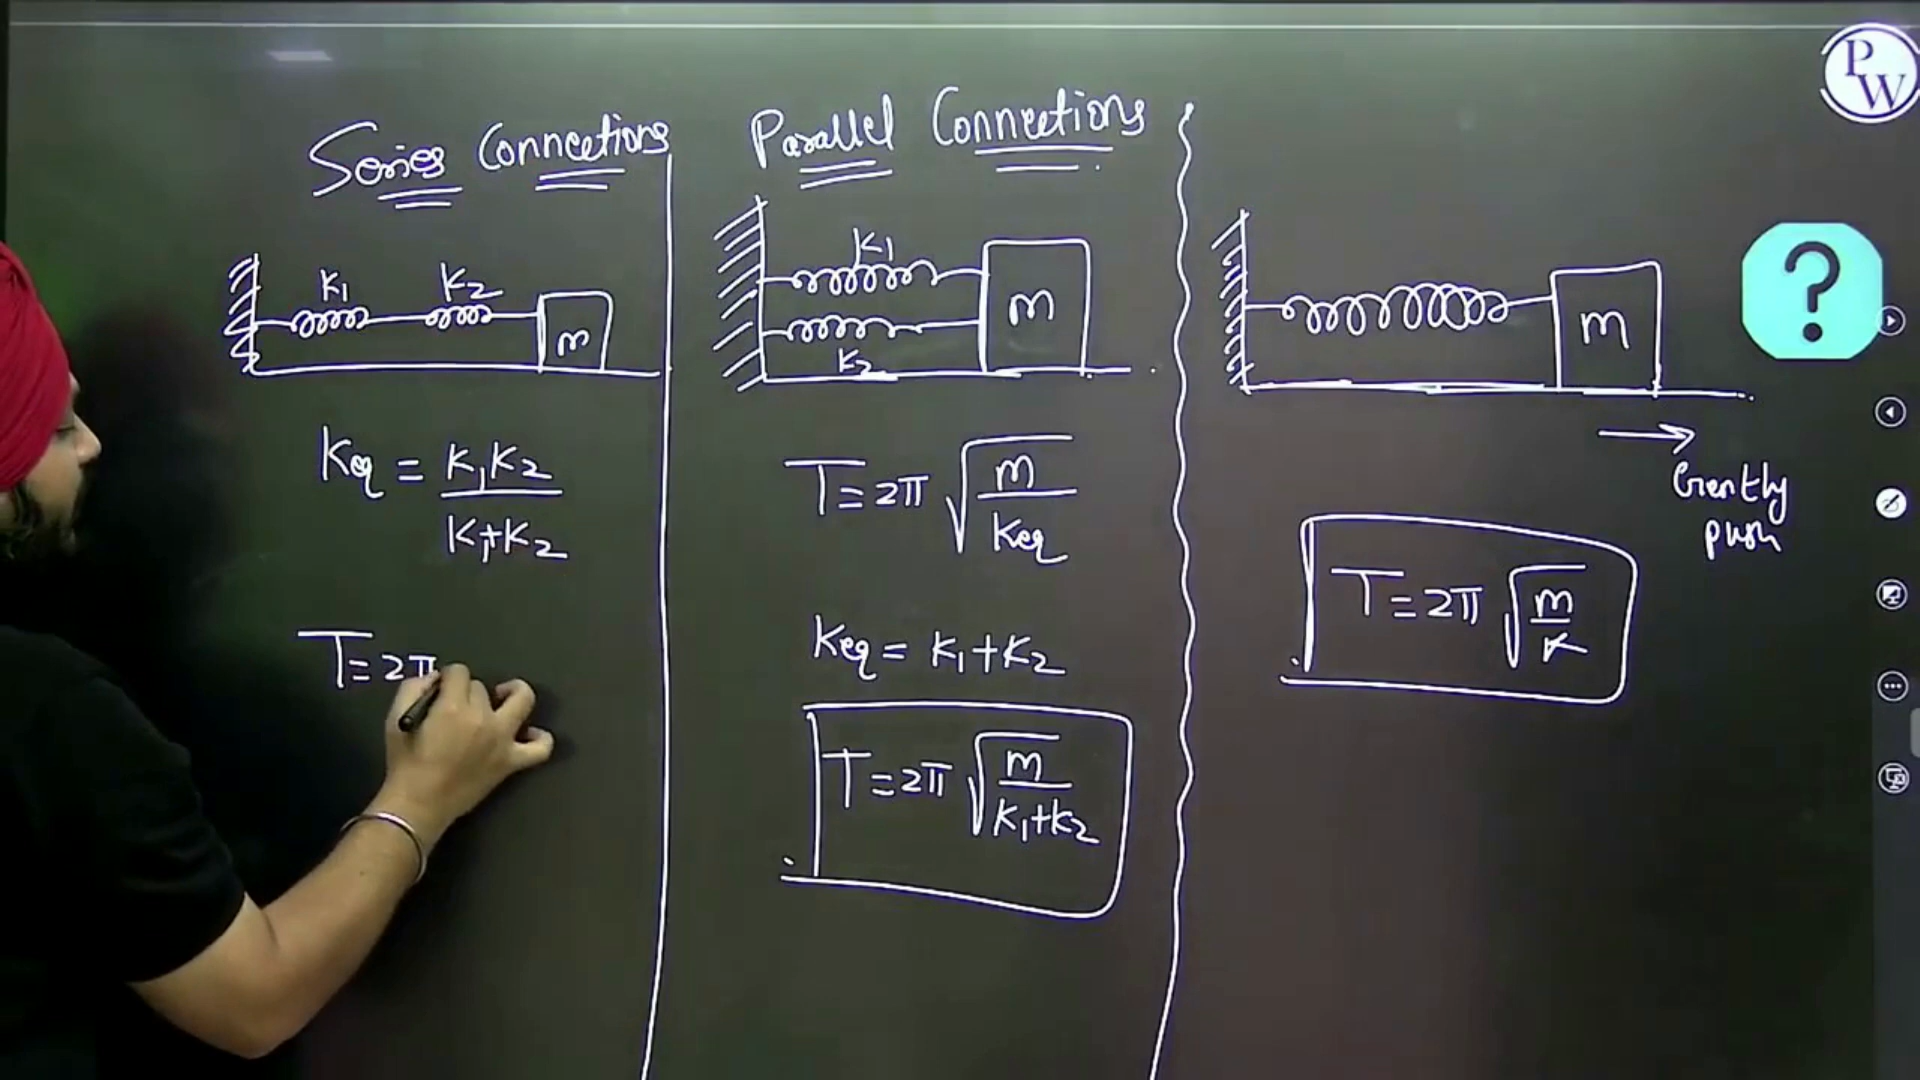 Series Connections
K1 K2
m
Keq = K1K2 / K1+K2
T = 2π
Parallel Connections
K1
m
K2
T = 2π √(m / Keq)
Keq = K1+K2
T = 2π √(m / K1+K2)
m
Gently
push
T = 2π √(m / K)
PW
?